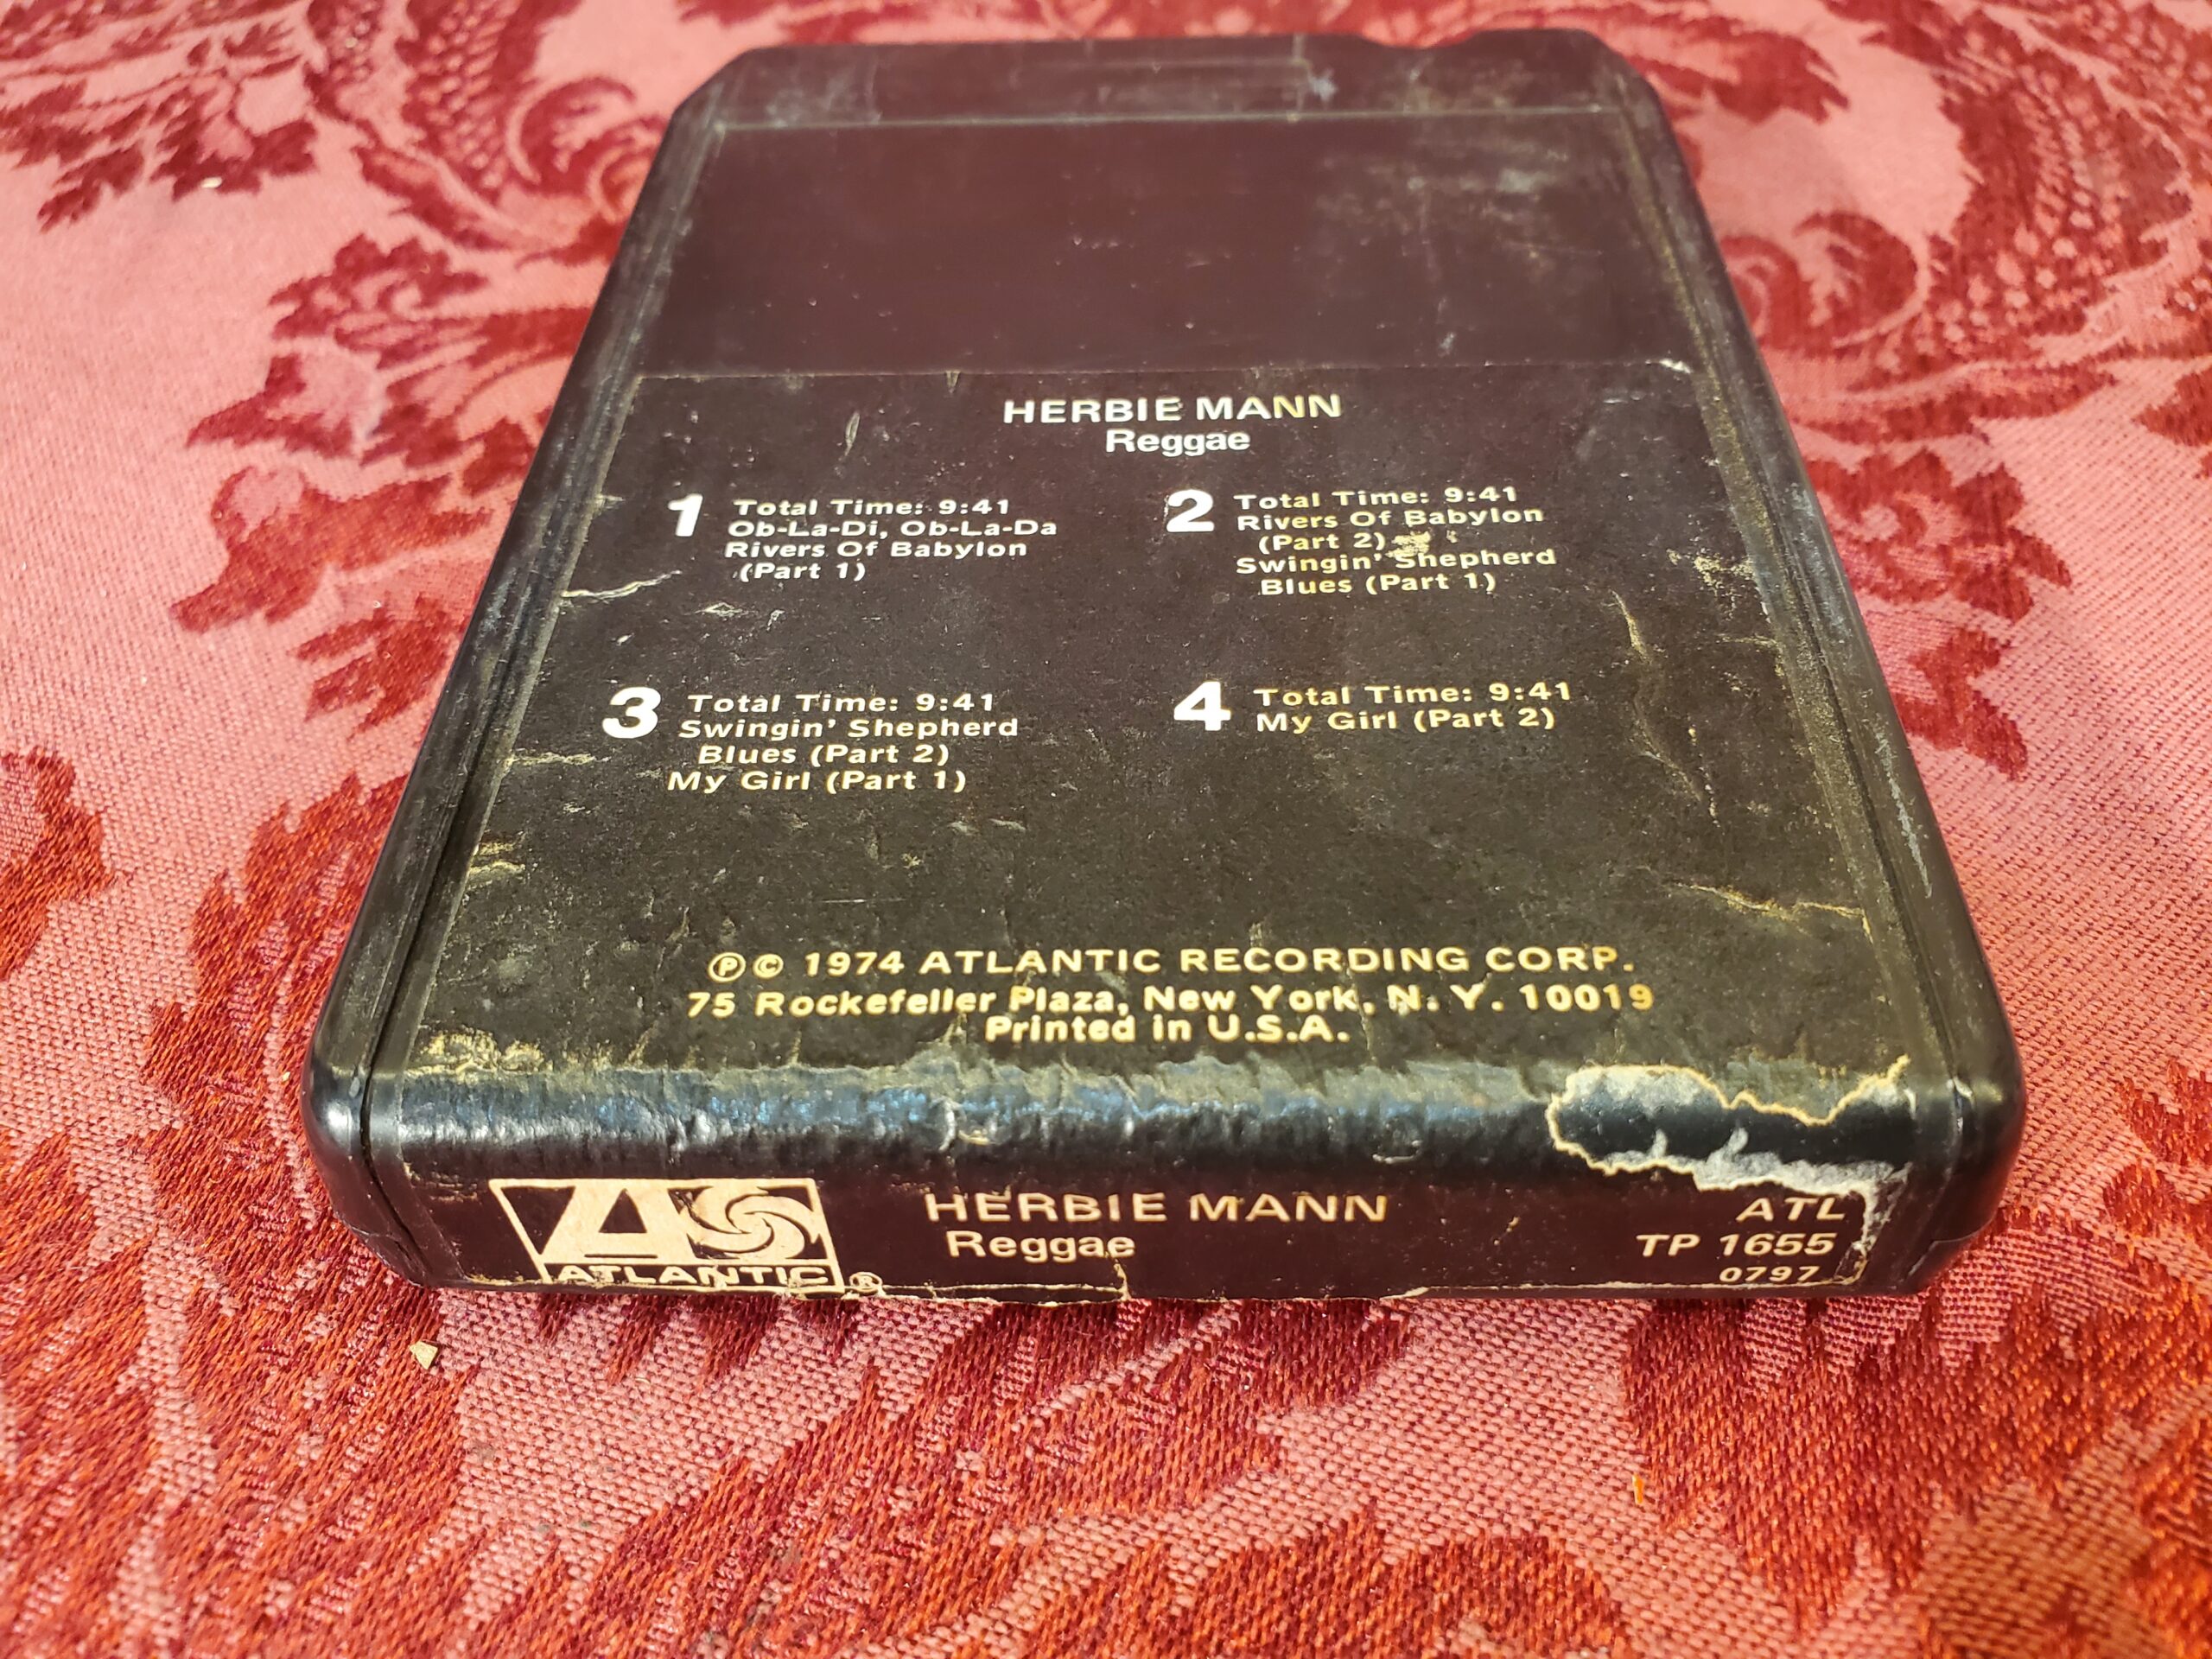 HERBIE MANN
Reggae
1 Total Time: 9:41
Ob-La-Di, Ob-La-Da
Rivers Of Babylon
(Part 1)
2 Total Time: 9:41
Rivers Of Babylon
(Part 2)
Swingin' Shepherd
Blues (Part 1)
3 Total Time: 9:41
Swingin' Shepherd
Blues (Part 2)
My Girl (Part 1)
4 Total Time: 9:41
My Girl (Part 2)
℗© 1974 ATLANTIC RECORDING CORP.
75 Rockefeller Plaza, New York, N. Y. 10019
Printed in U.S.A.
ATLANTIC ®
HERBIE MANN
Reggae
ATL
TP 1655
0797